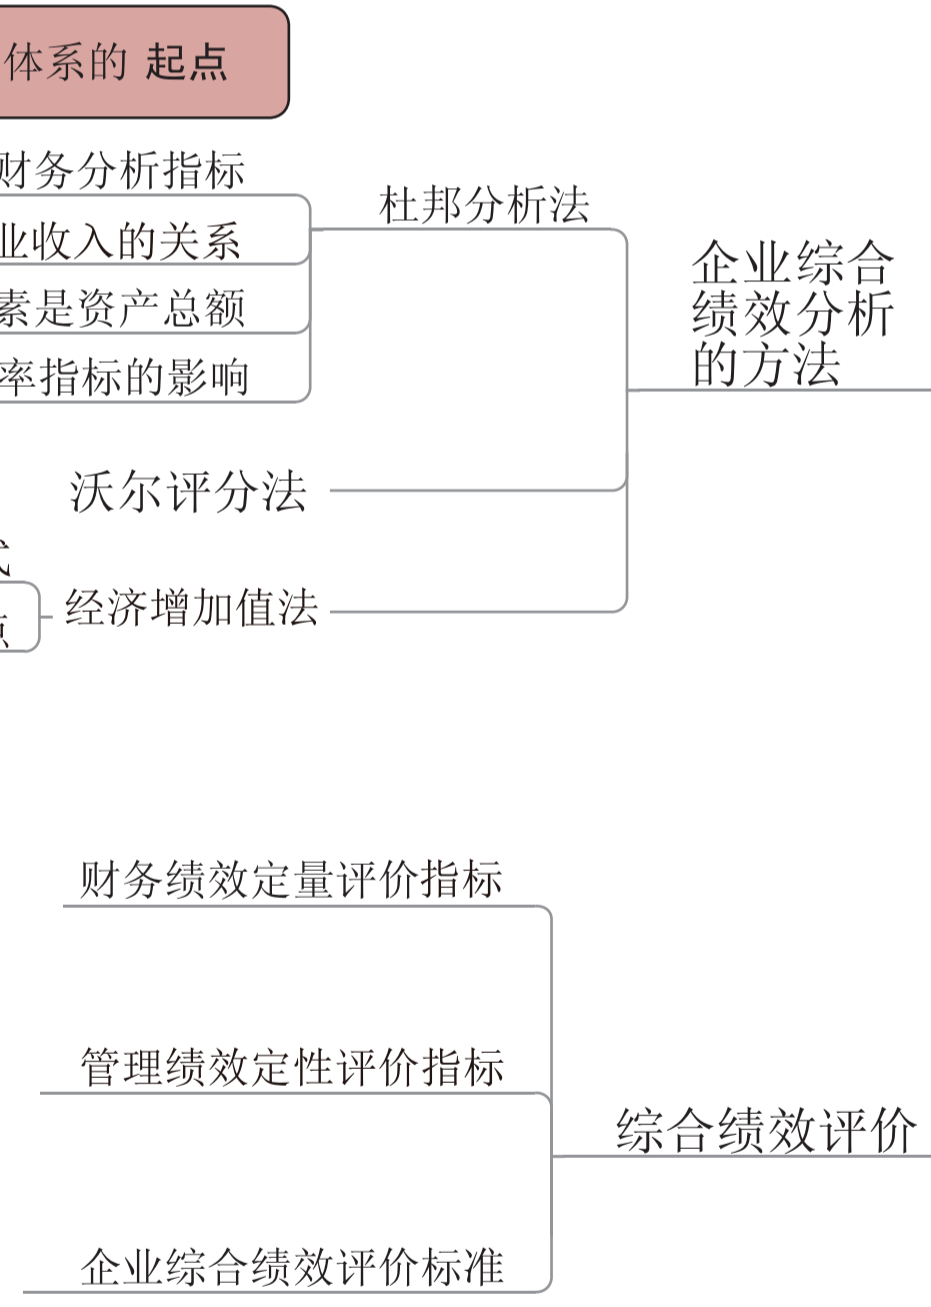 体系的 起点
财务分析指标
业收入的关系
素是资产总额
率指标的影响
杜邦分析法
企业综合
绩效分析
的方法
沃尔评分法
式
经济增加值法
财务绩效定量评价指标
管理绩效定性评价指标
综合绩效评价
企业综合绩效评价标准